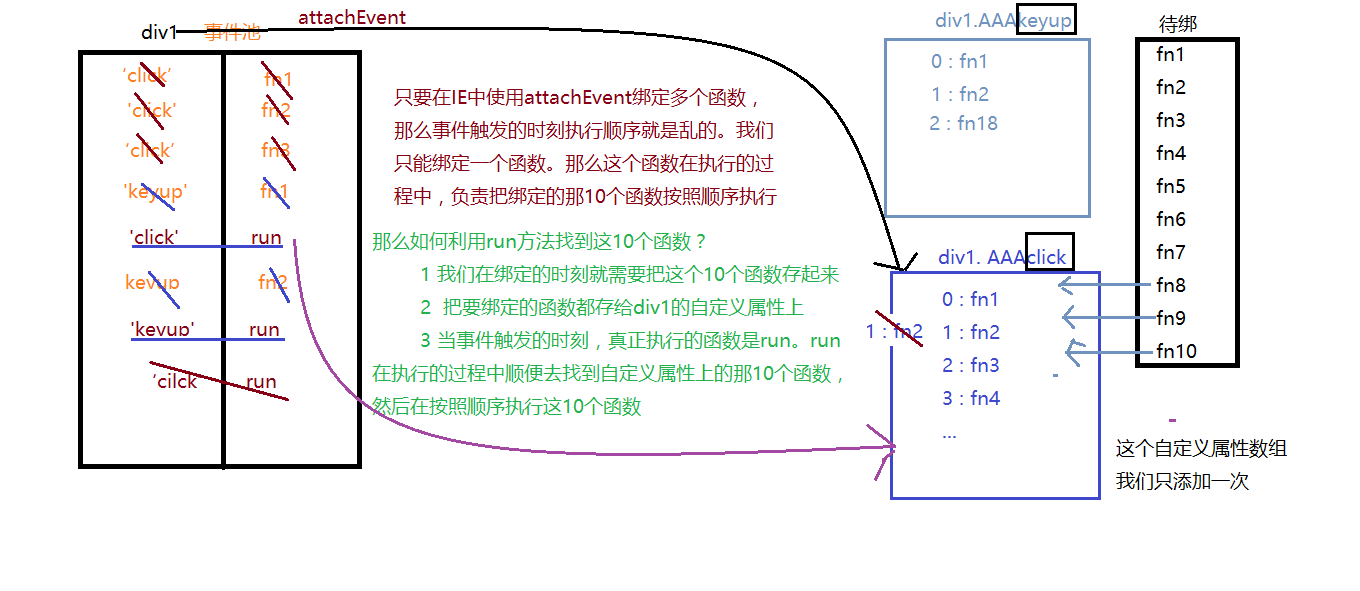 attachEvent
div1 事件池
'click' fn1
'click' fn2
'click' fn3
'keyup' fn1
'click' run
keyup fn2
'keyup' run
'cilck run
只要在IE中使用attachEvent绑定多个函数，
那么事件触发的时刻执行顺序就是乱的。我们
只能绑定一个函数。那么这个函数在执行的过
程中，负责把绑定的那10个函数按照顺序执行
那么如何利用run方法找到这10个函数？
1 我们在绑定的时刻就需要把这个10个函数存起来
2 把要绑定的函数都存给div1的自定义属性上
3 当事件触发的时刻，真正执行的函数是run。run
在执行的过程中顺便去找到自定义属性上的那10个函数，
然后在按照顺序执行这10个函数
div1.AAAkeyup
0：fn1
1：fn2
2：fn18
div1. AAAclick
0：fn1
1：fn2
1：fn2
2：fn3
3：fn4
...
待绑
fn1
fn2
fn3
fn4
fn5
fn6
fn7
fn8
fn9
fn10
这个自定义属性数组
我们只添加一次